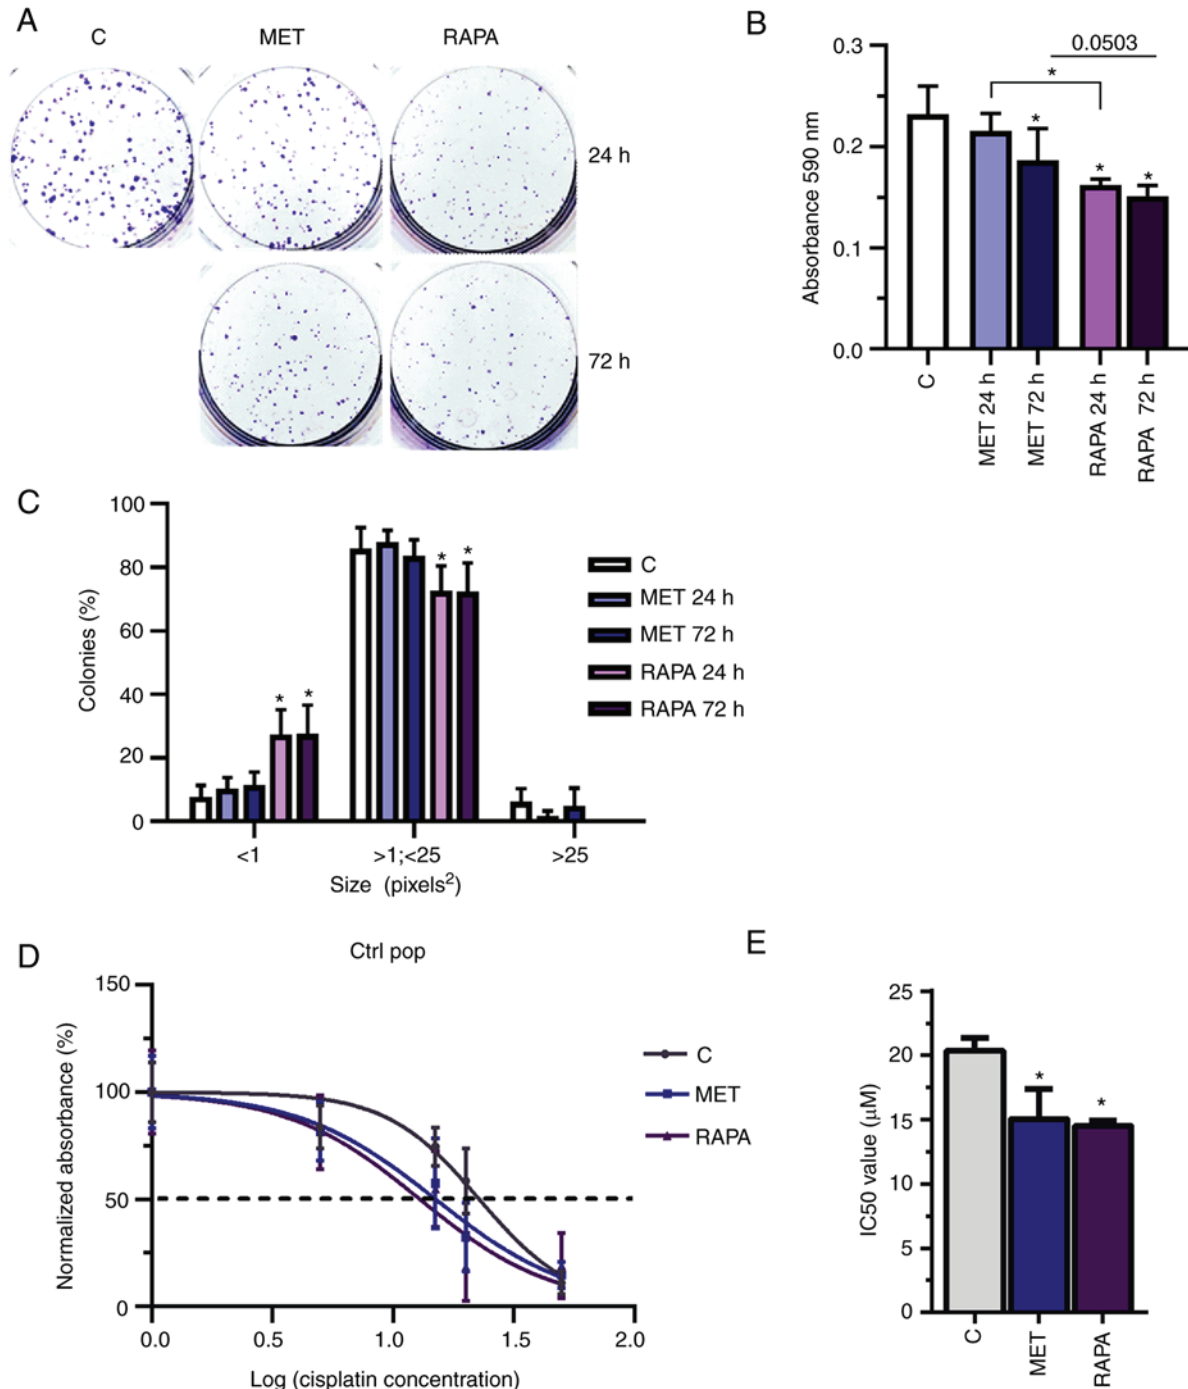 A
C MET RAPA
24 h
72 h
B
0.0503
*
*
* *
0.3
0.2
0.1
0.0
Absorbance 590 nm
C
MET 24 h
MET 72 h
RAPA 24 h
RAPA 72 h
C
100
80
60
40
20
0
Colonies (%)
* *
* *
<1 >1;<25 >25
Size (pixels²)
C
MET 24 h
MET 72 h
RAPA 24 h
RAPA 72 h
D
Ctrl pop
150
100
50
0
Normalized absorbance (%)
0.0 0.5 1.0 1.5 2.0
Log (cisplatin concentration)
C
MET
RAPA
E
25
20
15
10
5
0
IC50 value (µM)
*
*
C
MET
RAPA